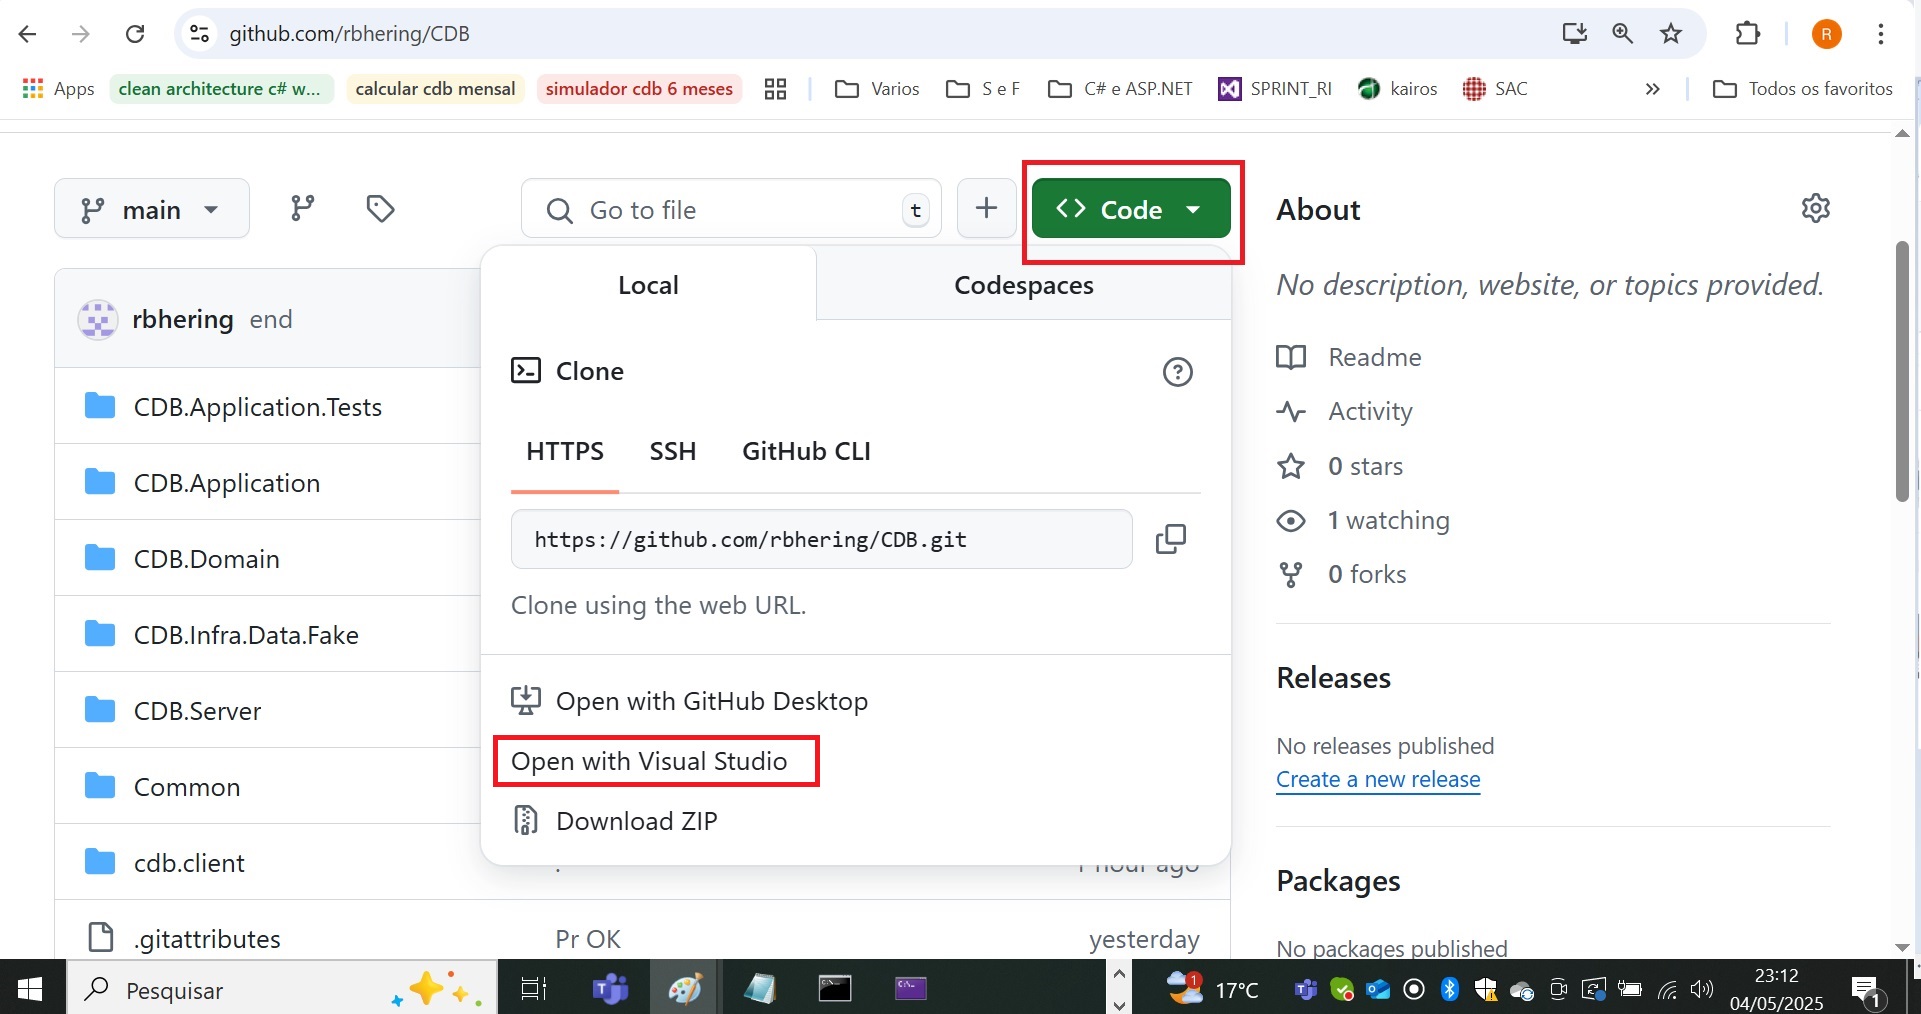 github.com/rbhering/CDB
R
Apps
clean architecture c# w...
calcular cdb mensal
simulador cdb 6 meses
Varios
S e F
C# e ASP.NET
SPRINT_RI
kairos
SAC
»
Todos os favoritos
main
Go to file
t
Code
About
No description, website, or topics provided.
Local
Codespaces
rbhering end
Clone
Readme
CDB.Application.Tests
Activity
HTTPS
SSH
GitHub CLI
0 stars
CDB.Application
https://github.com/rbhering/CDB.git
1 watching
CDB.Domain
0 forks
Clone using the web URL.
CDB.Infra.Data.Fake
Releases
Open with GitHub Desktop
CDB.Server
No releases published
Open with Visual Studio
Create a new release
Common
Download ZIP
cdb.client
. 1 hour ago
Packages
.gitattributes
Pr OK
yesterday
No packages published
Pesquisar
1
17°C
23:12
04/05/2025
1